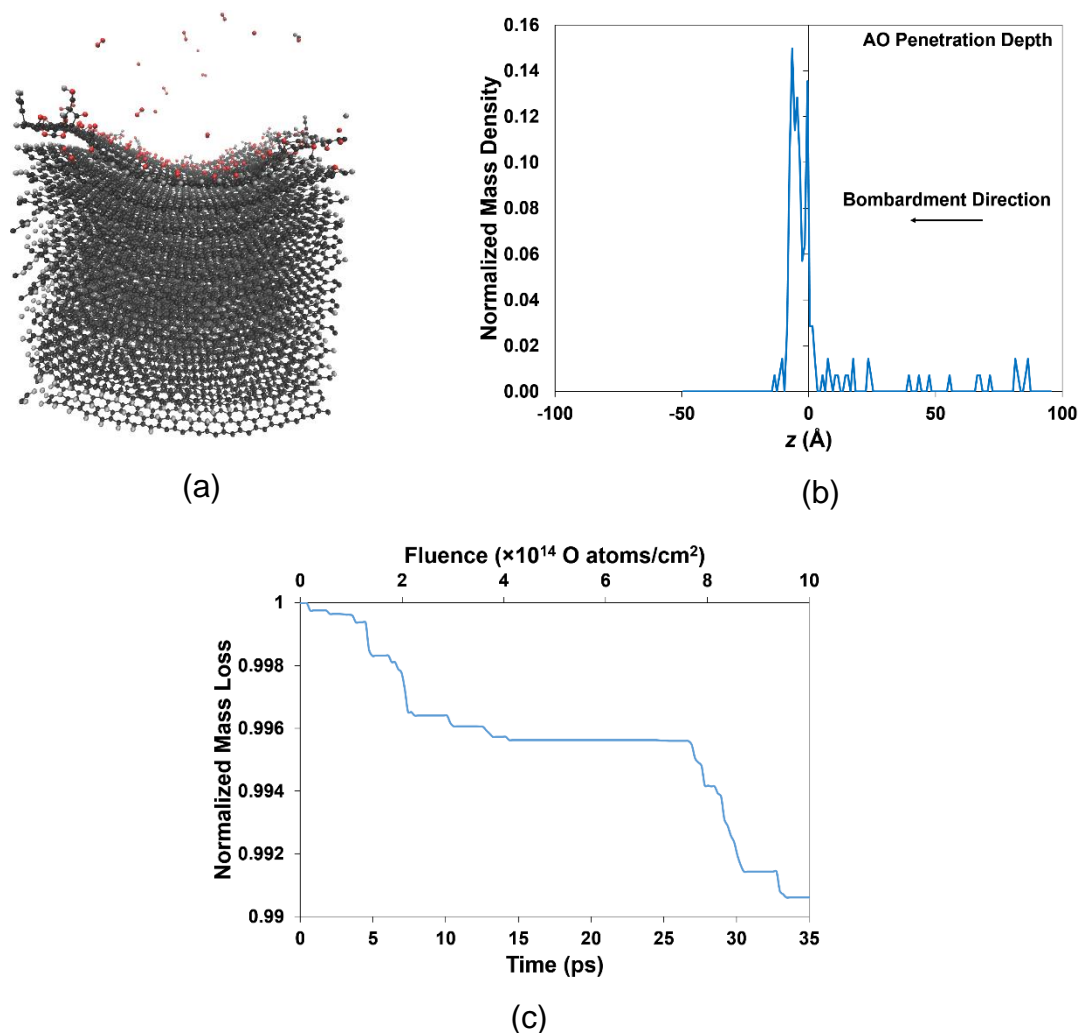 0.16
0.14
0.12
0.10
0.08
0.06
0.04
0.02
0.00
Normalized Mass Density
AO Penetration Depth
Bombardment Direction
-100 -50 0 50 100
z (Å)
(a)
(b)
Fluence (×10¹⁴ O atoms/cm²)
0 2 4 6 8 10
1
0.998
0.996
0.994
0.992
0.99
Normalized Mass Loss
0 5 10 15 20 25 30 35
Time (ps)
(c)